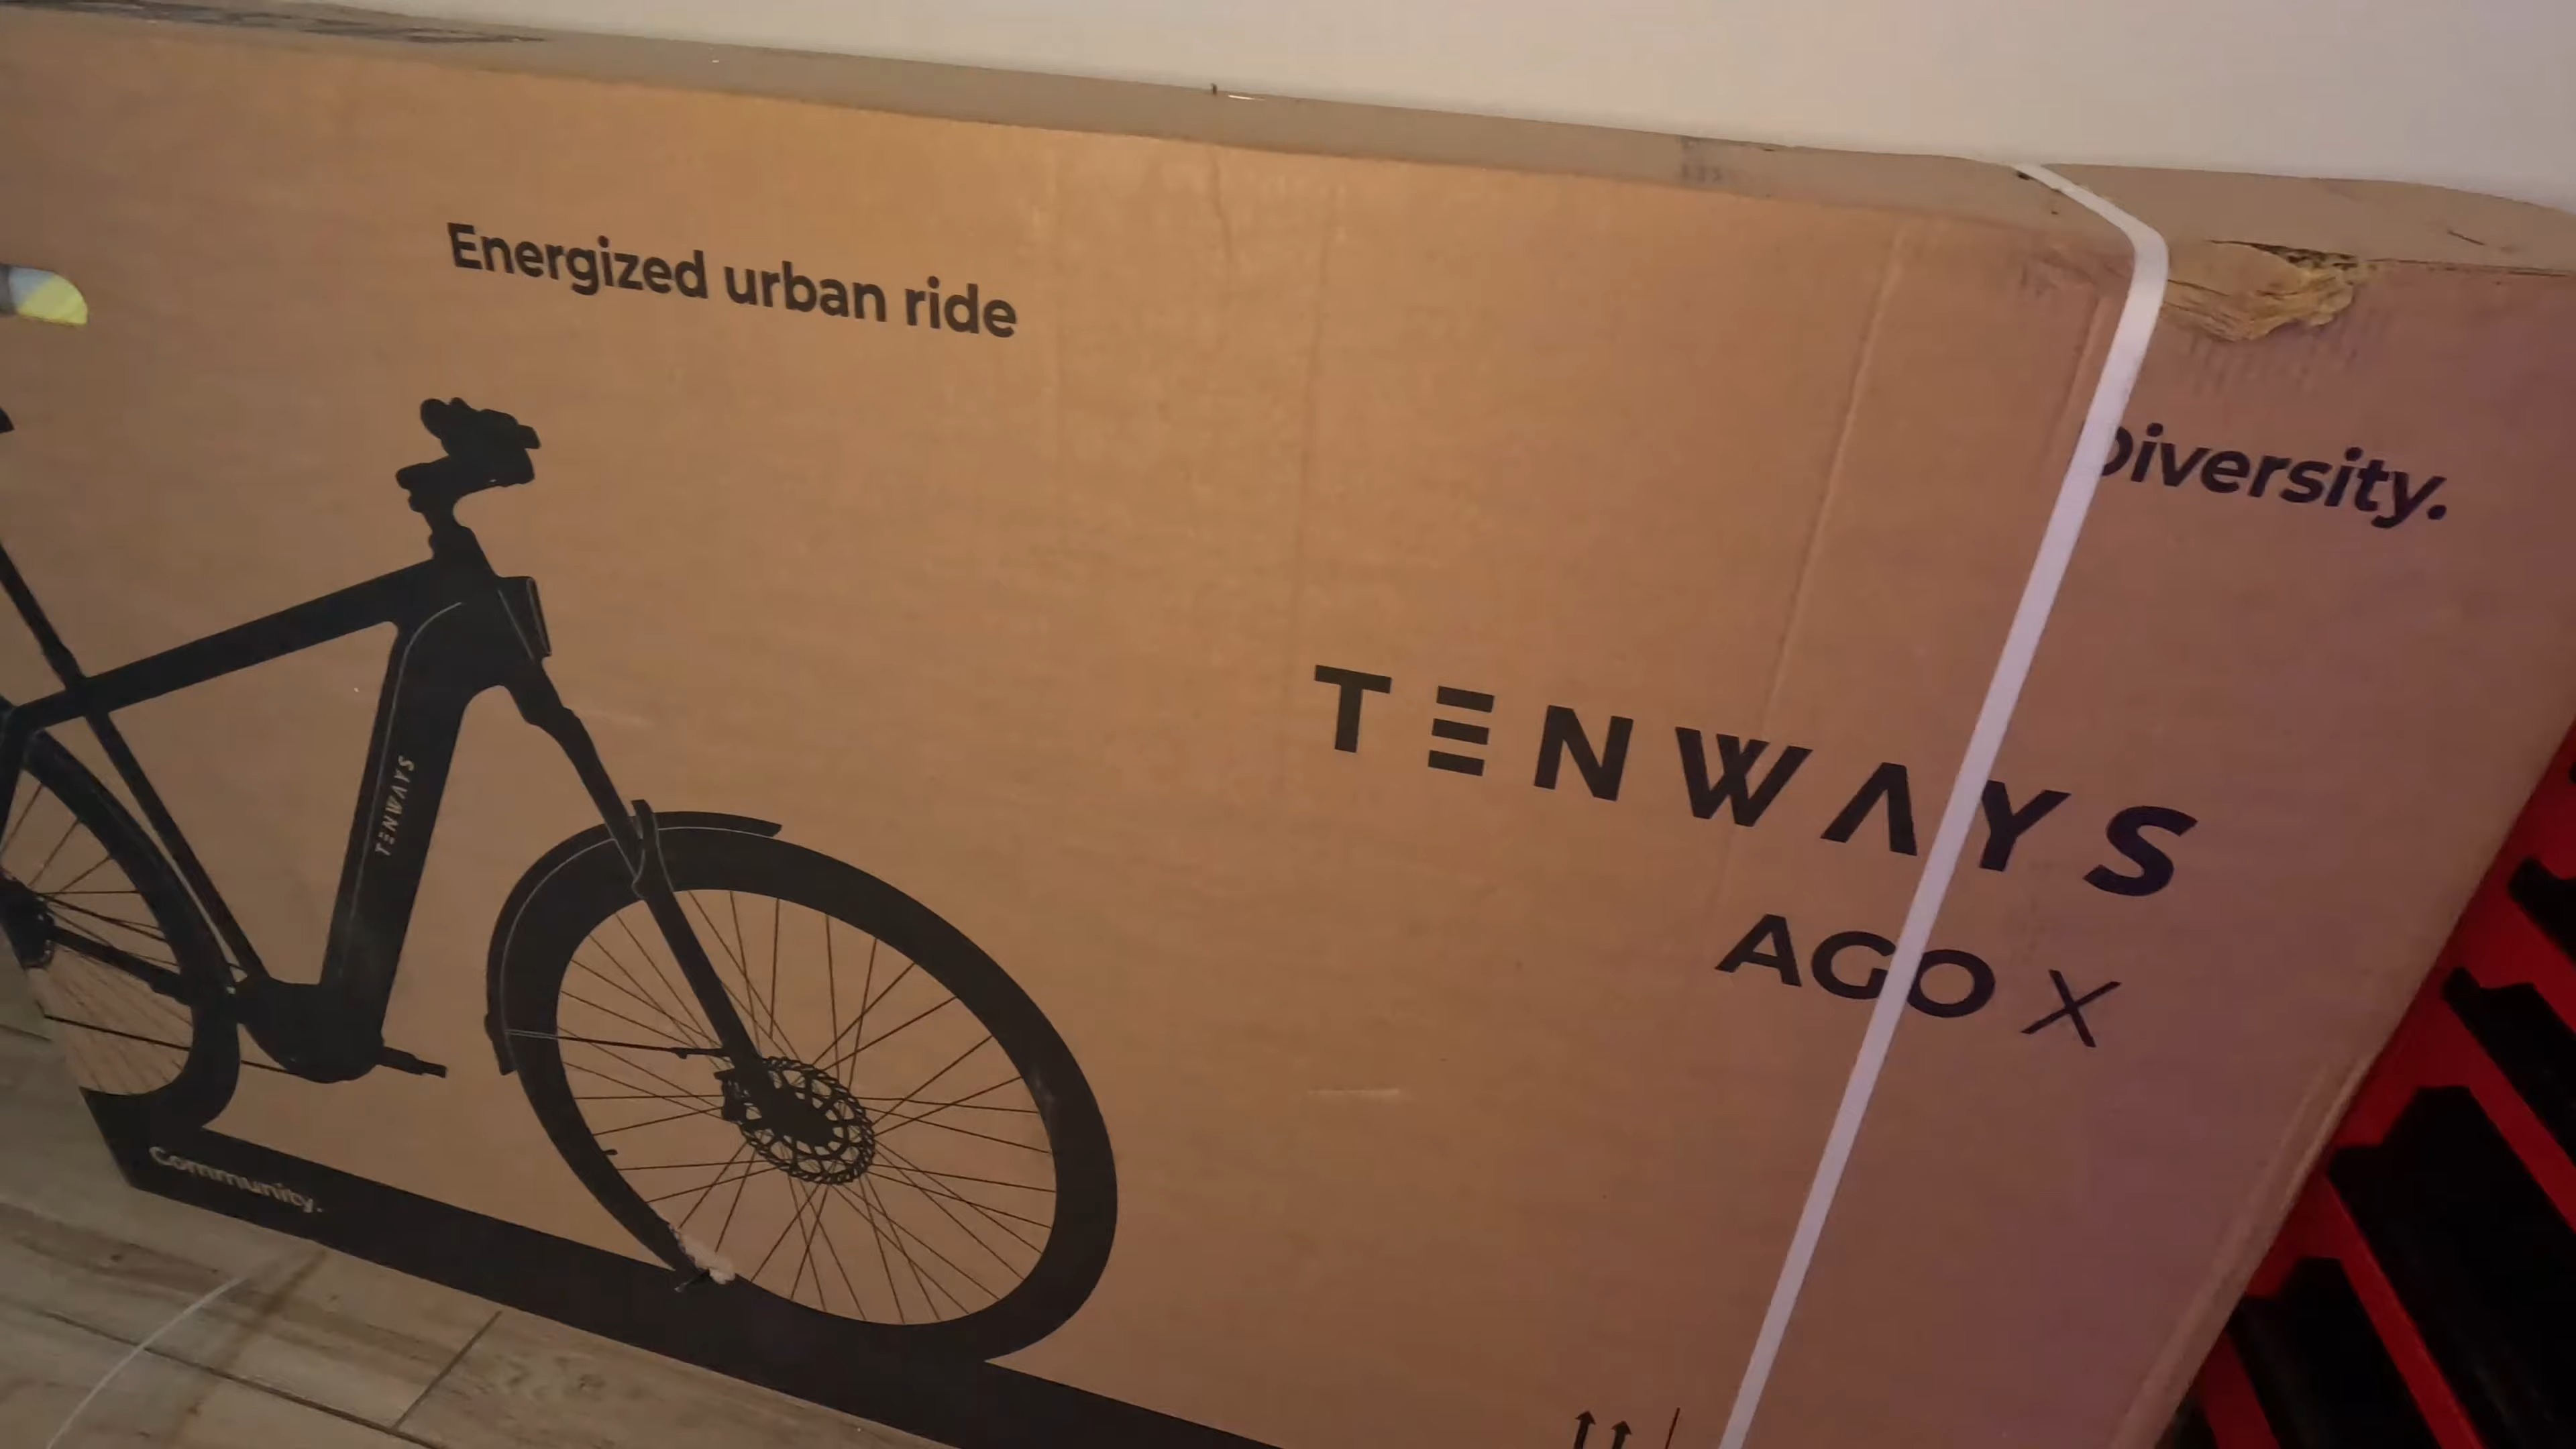 Energized urban ride
Diversity.
TENWAYS
AGO X
TENWAYS
Community.